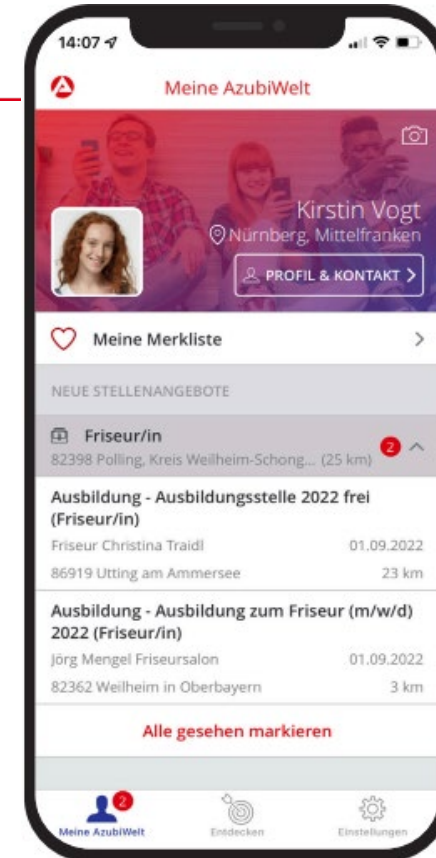 14:07
Meine AzubiWelt
Kirstin Vogt
Nürnberg, Mittelfranken
PROFIL & KONTAKT
Meine Merkliste
NEUE STELLENANGEBOTE
Friseur/in
82398 Polling, Kreis Weilheim-Schong... (25 km)
2
Ausbildung - Ausbildungsstelle 2022 frei
(Friseur/in)
Friseur Christina Traidl 01.09.2022
86919 Utting am Ammersee 23 km
Ausbildung - Ausbildung zum Friseur (m/w/d)
2022 (Friseur/in)
Jörg Mengel Friseursalon 01.09.2022
82362 Weilheim in Oberbayern 3 km
Alle gesehen markieren
2
Meine AzubiWelt Entdecken Einstellungen